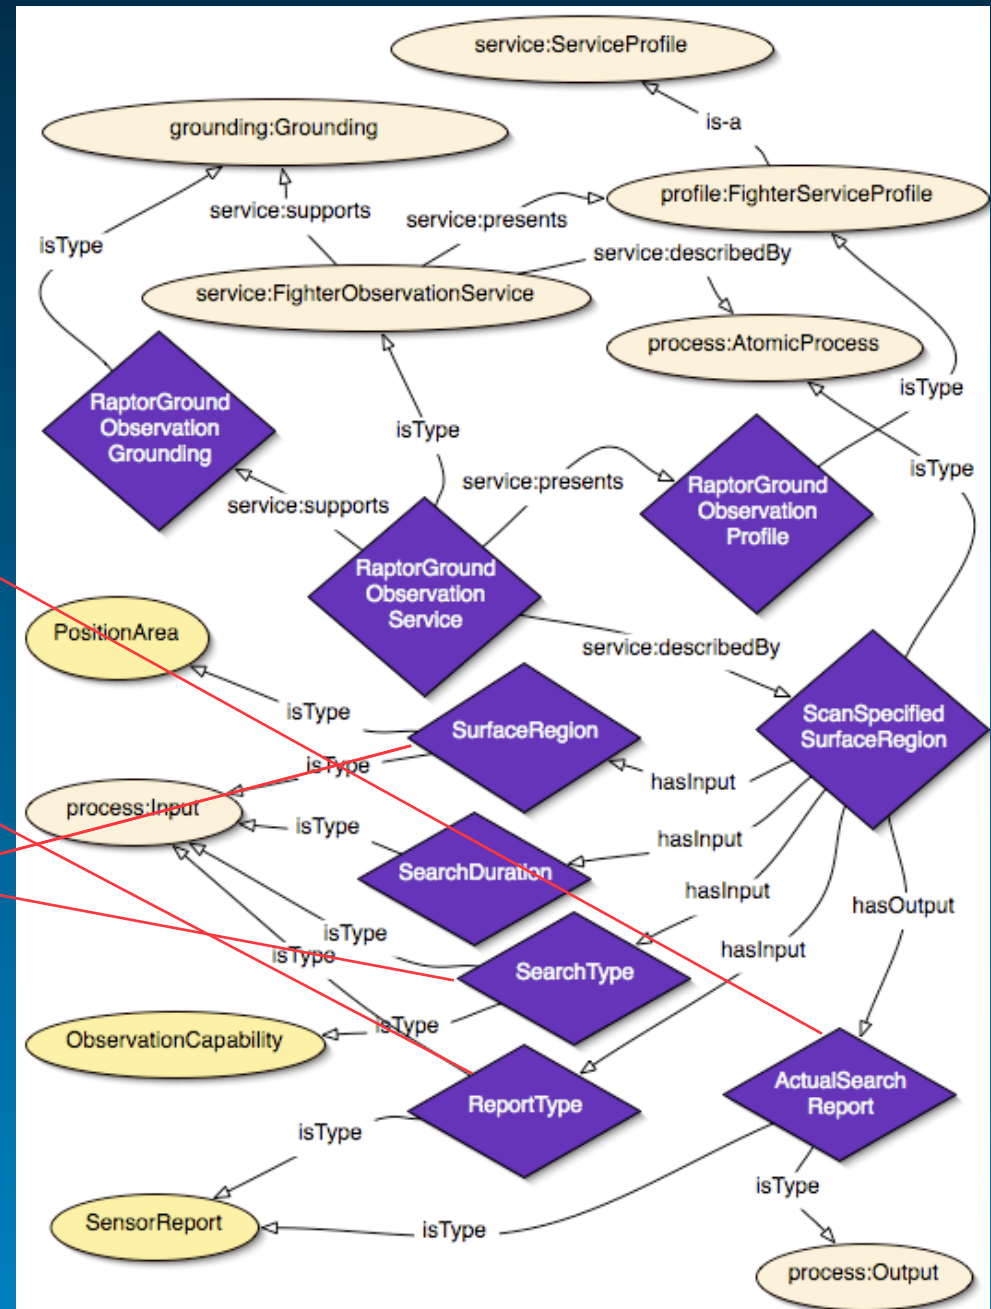 service:ServiceProfile
grounding:Grounding
is-a
profile:FighterServiceProfile
service:supports
service:presents
isType
service:describedBy
service:FighterObservationService
process:AtomicProcess
isType
RaptorGround
Observation
Grounding
isType
isType
service:presents
RaptorGround
Observation
Profile
service:supports
RaptorGround
Observation
Service
PositionArea
service:describedBy
isType
SurfaceRegion
ScanSpecified
SurfaceRegion
isType
hasInput
process:Input
isType
hasInput
SearchDuration
hasInput
hasOutput
isType
isType
hasInput
SearchType
isType
ObservationCapability
ActualSearch
Report
ReportType
isType
isType
SensorReport
isType
process:Output